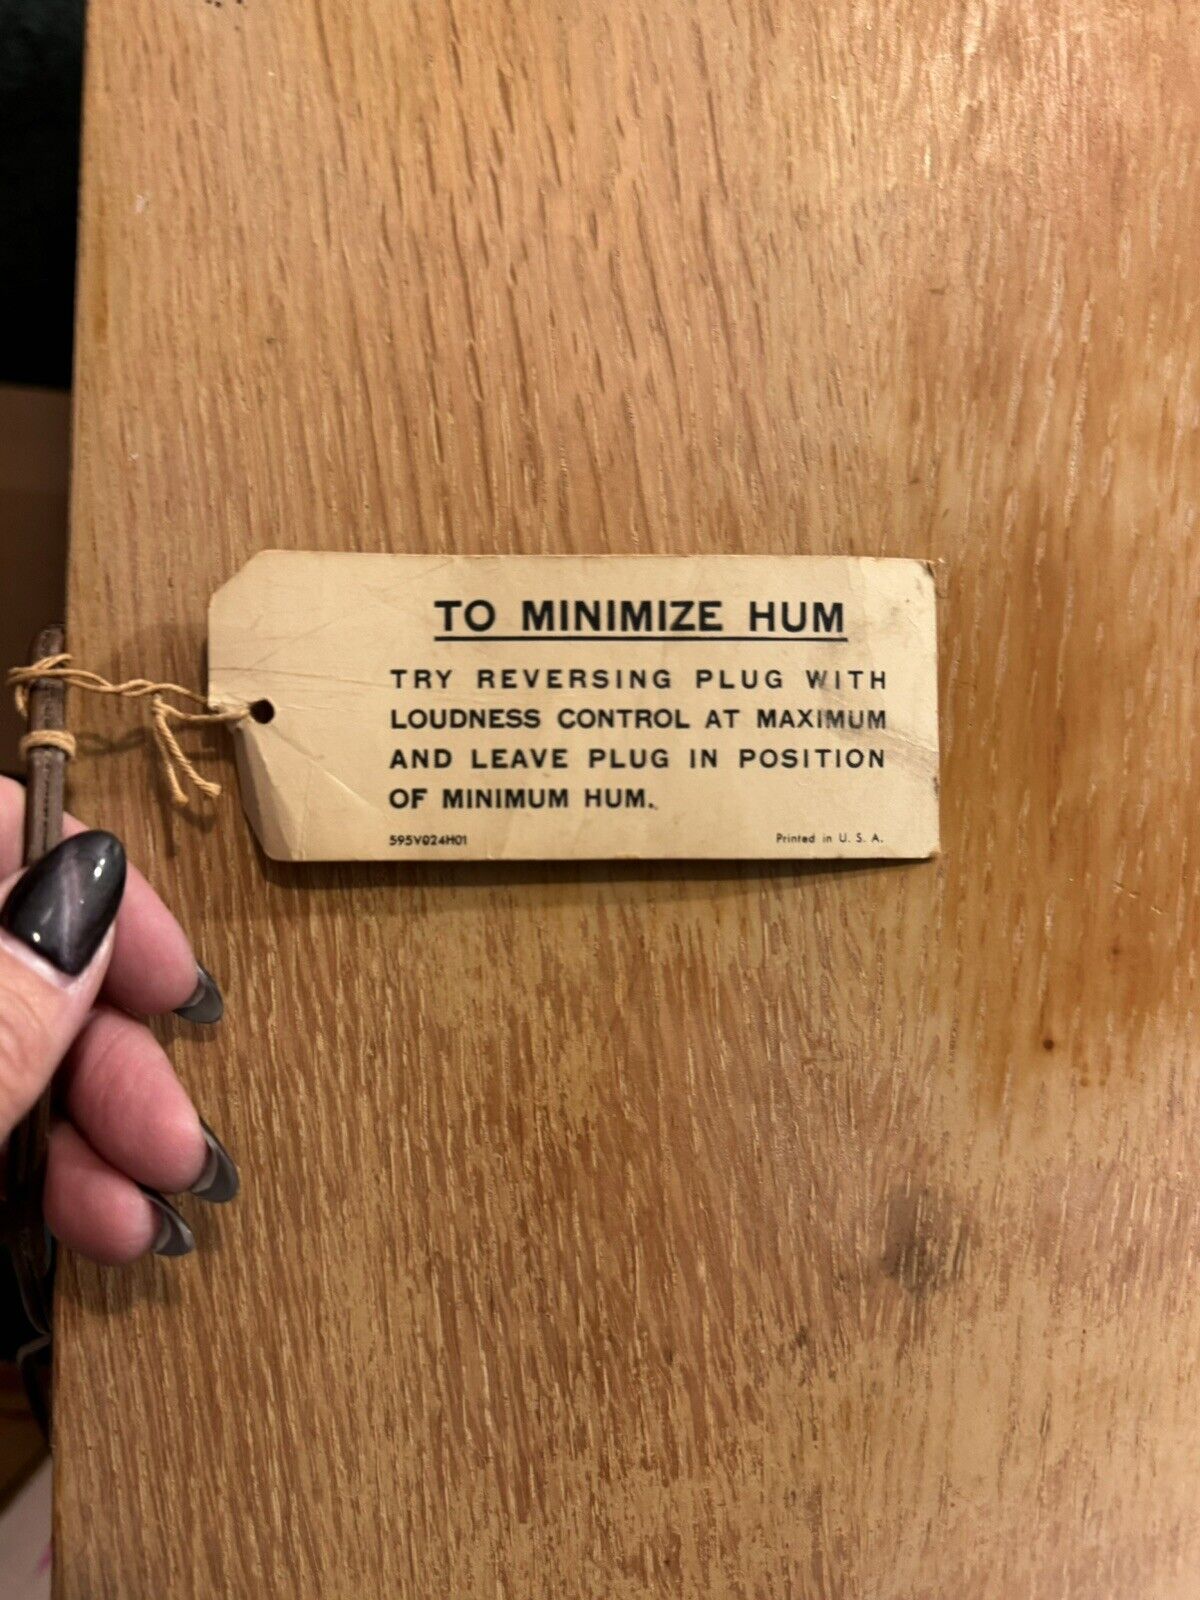 TO MINIMIZE HUM
TRY REVERSING PLUG WITH
LOUDNESS CONTROL AT MAXIMUM
AND LEAVE PLUG IN POSITION
OF MINIMUM HUM.
595V024H01
Printed in U. S. A.